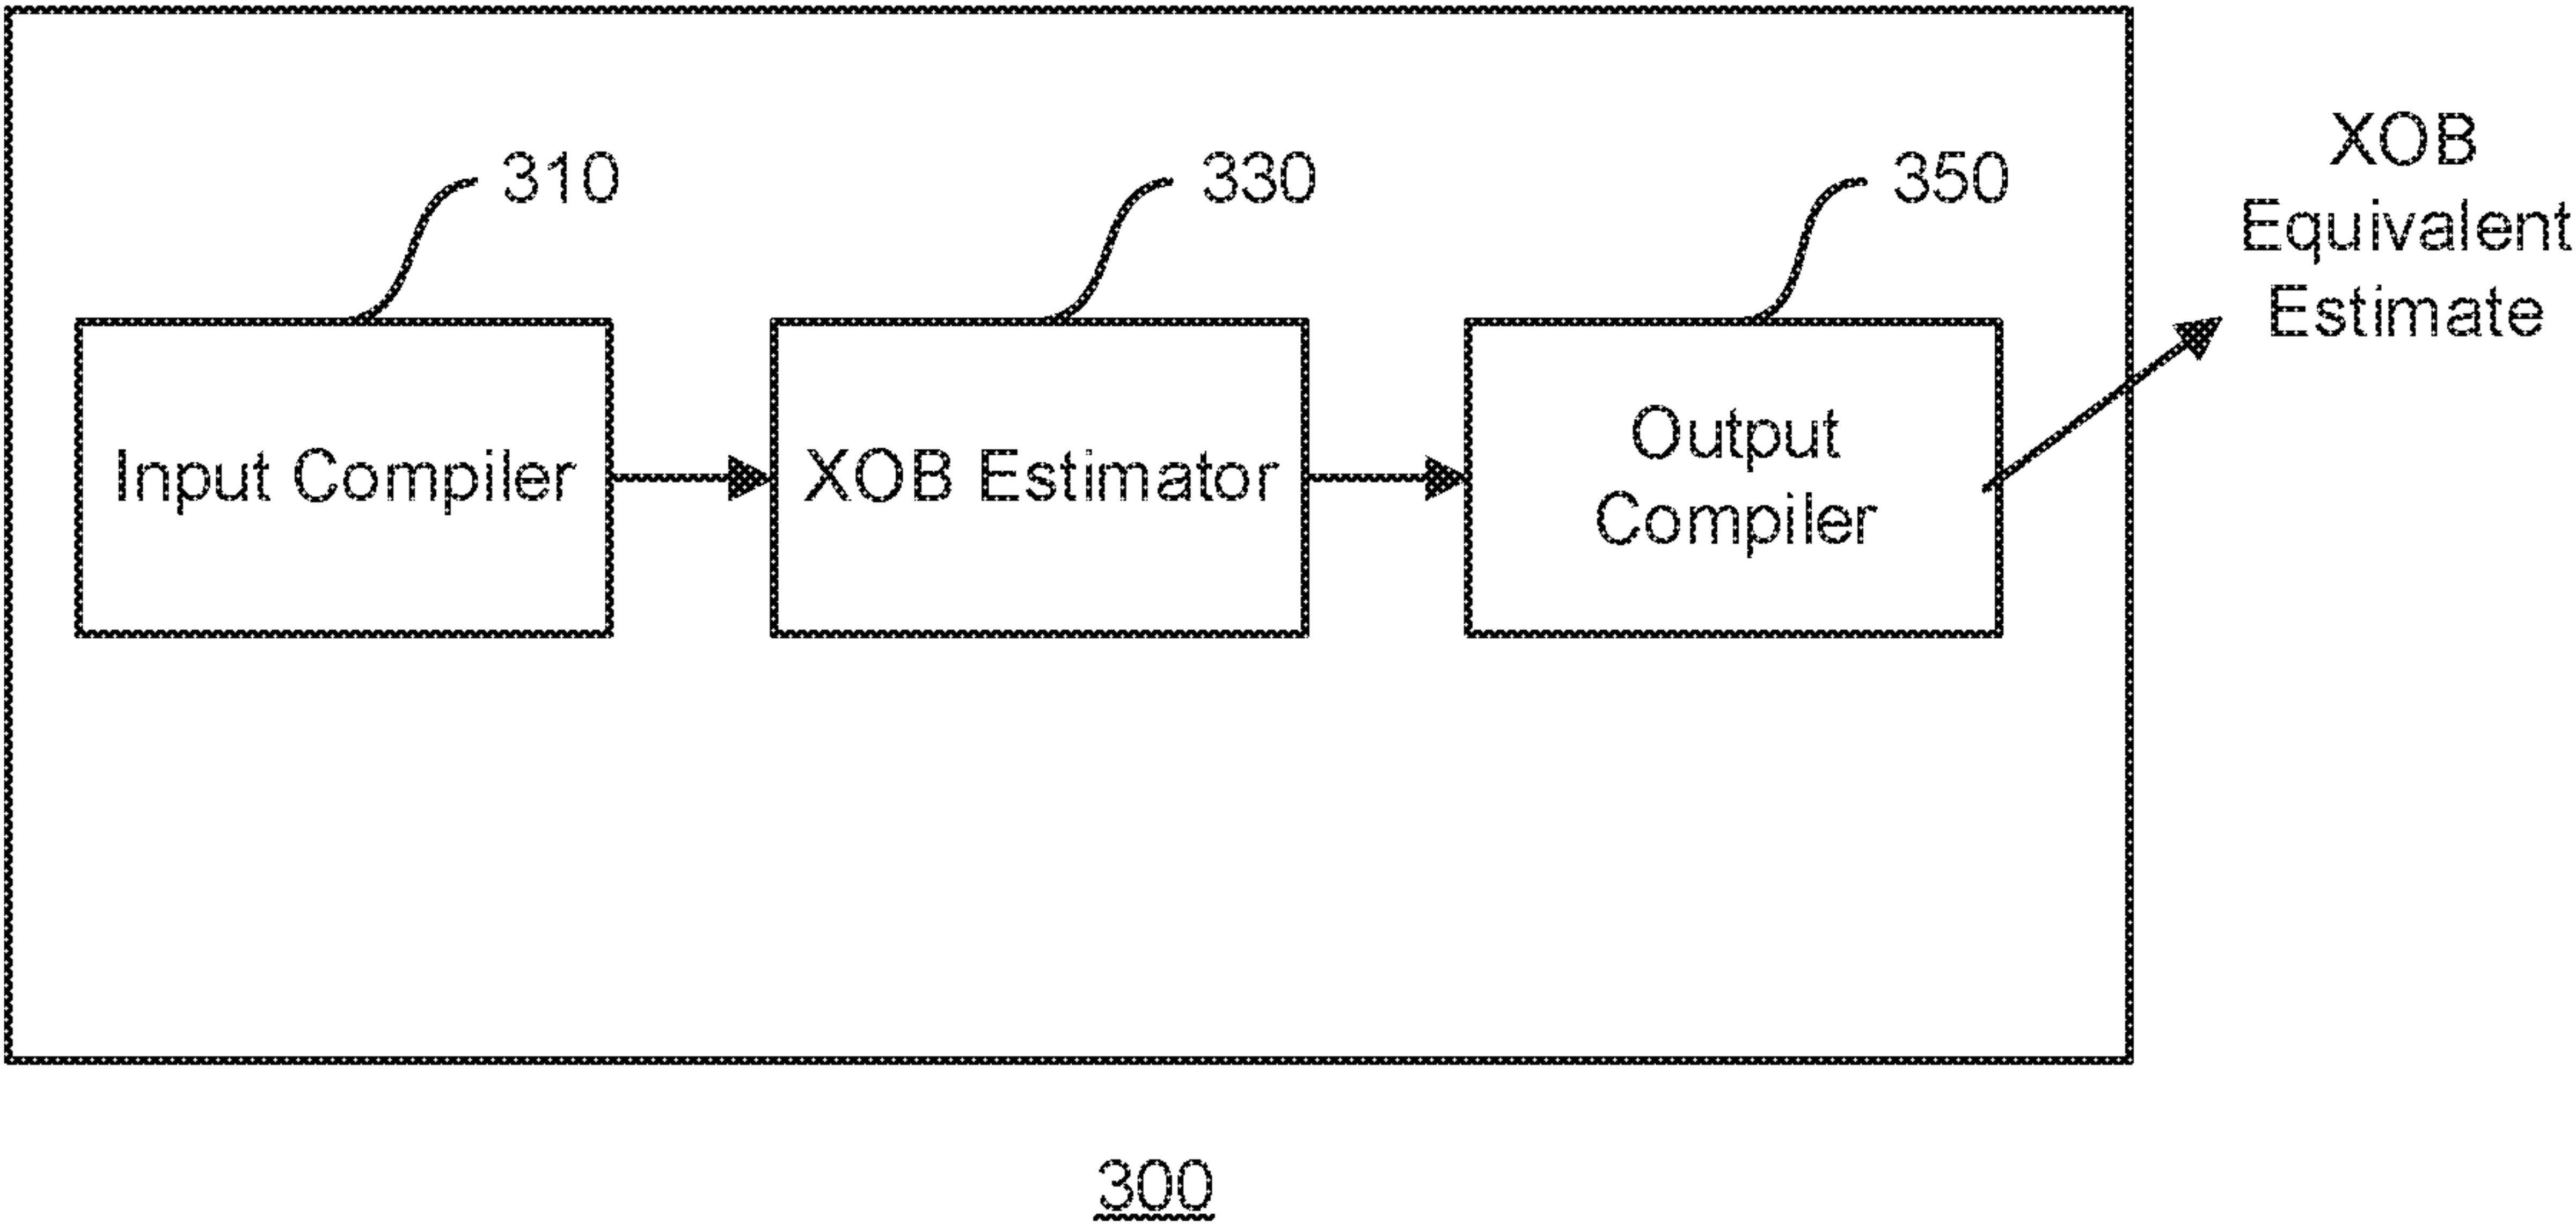 310
330
350
XOB
Equivalent
Estimate
Input Compiler
XOB Estimator
Output
Compiler
300